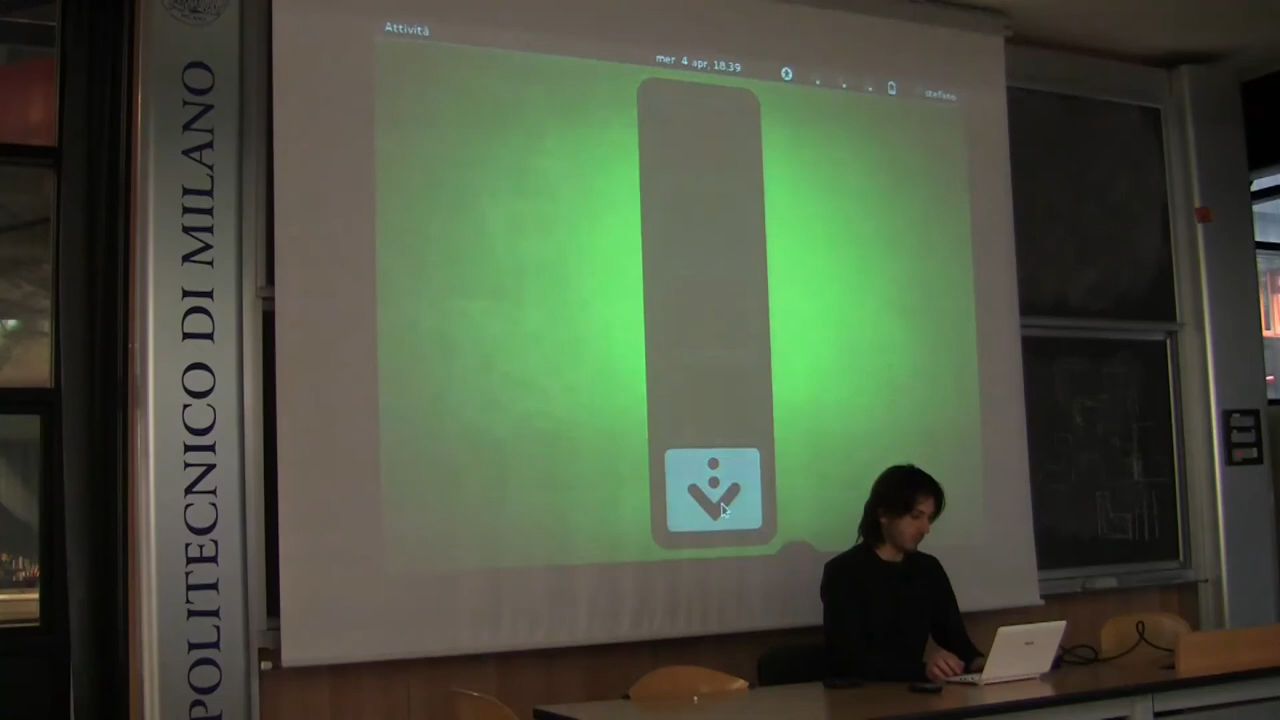 POLITECNICO DI MILANO
Attività
mer 4 apr, 18.39
stefano